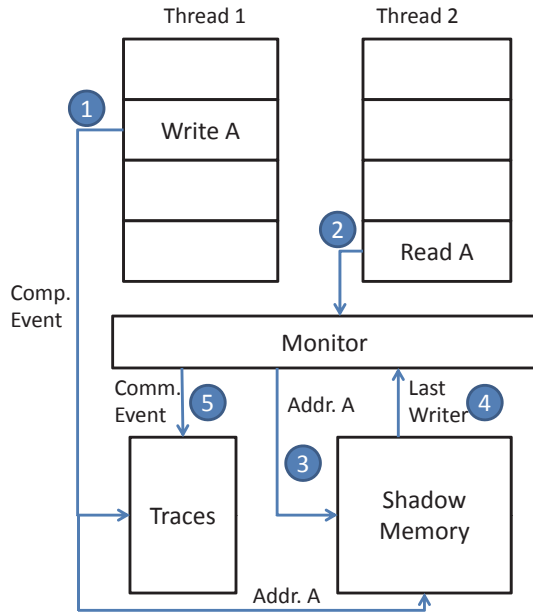 Thread 1
Thread 2
1
Write A
2
Read A
Comp.
Event
Monitor
Comm.
Event
5
Addr. A
Last
Writer
4
3
Traces
Shadow
Memory
Addr. A